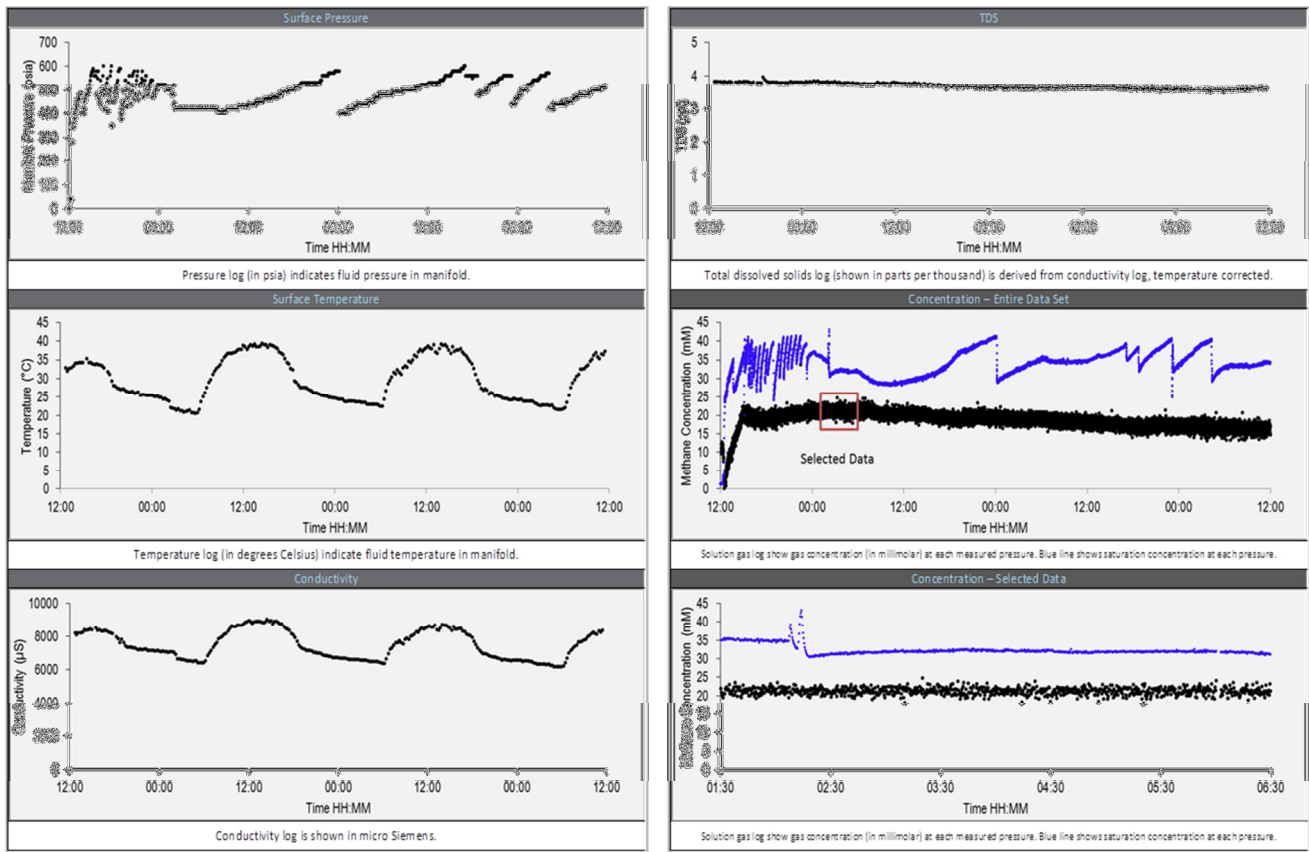 Surface Pressure
700
600
500
400
Time HH:MM
Pressure log (in psia) indicates fluid pressure in manifold.
Surface Temperature
Temperature (°C)
45
40
35
30
25
20
15
10
5
0
12:00 00:00 12:00 00:00 12:00 00:00 12:00
Time HH:MM
Temperature log (in degrees Celsius) indicate fluid temperature in manifold.
Conductivity
10000
8000
6000
12:00 00:00 12:00 00:00 12:00 00:00 12:00
Time HH:MM
Conductivity log is shown in micro Siemens.
TDS
5
4
3
2
1
Time HH:MM
Total dissolved solids log (shown in parts per thousand) is derived from conductivity log, temperature corrected.
Concentration – Entire Data Set
Methane Concentration (mM)
45
40
35
30
25
20
15
10
5
0
Selected Data
12:00 00:00 12:00 00:00 12:00 00:00 12:00
Time HH:MM
Solution gas log show gas concentration (in millimolar) at each measured pressure. Blue line shows saturation concentration at each pressure.
Concentration – Selected Data
45
40
35
30
25
20
01:30 02:30 03:30 04:30 05:30 06:30
Time HH:MM
Solution gas log show gas concentration (in millimolar) at each measured pressure. Blue line shows saturation concentration at each pressure.